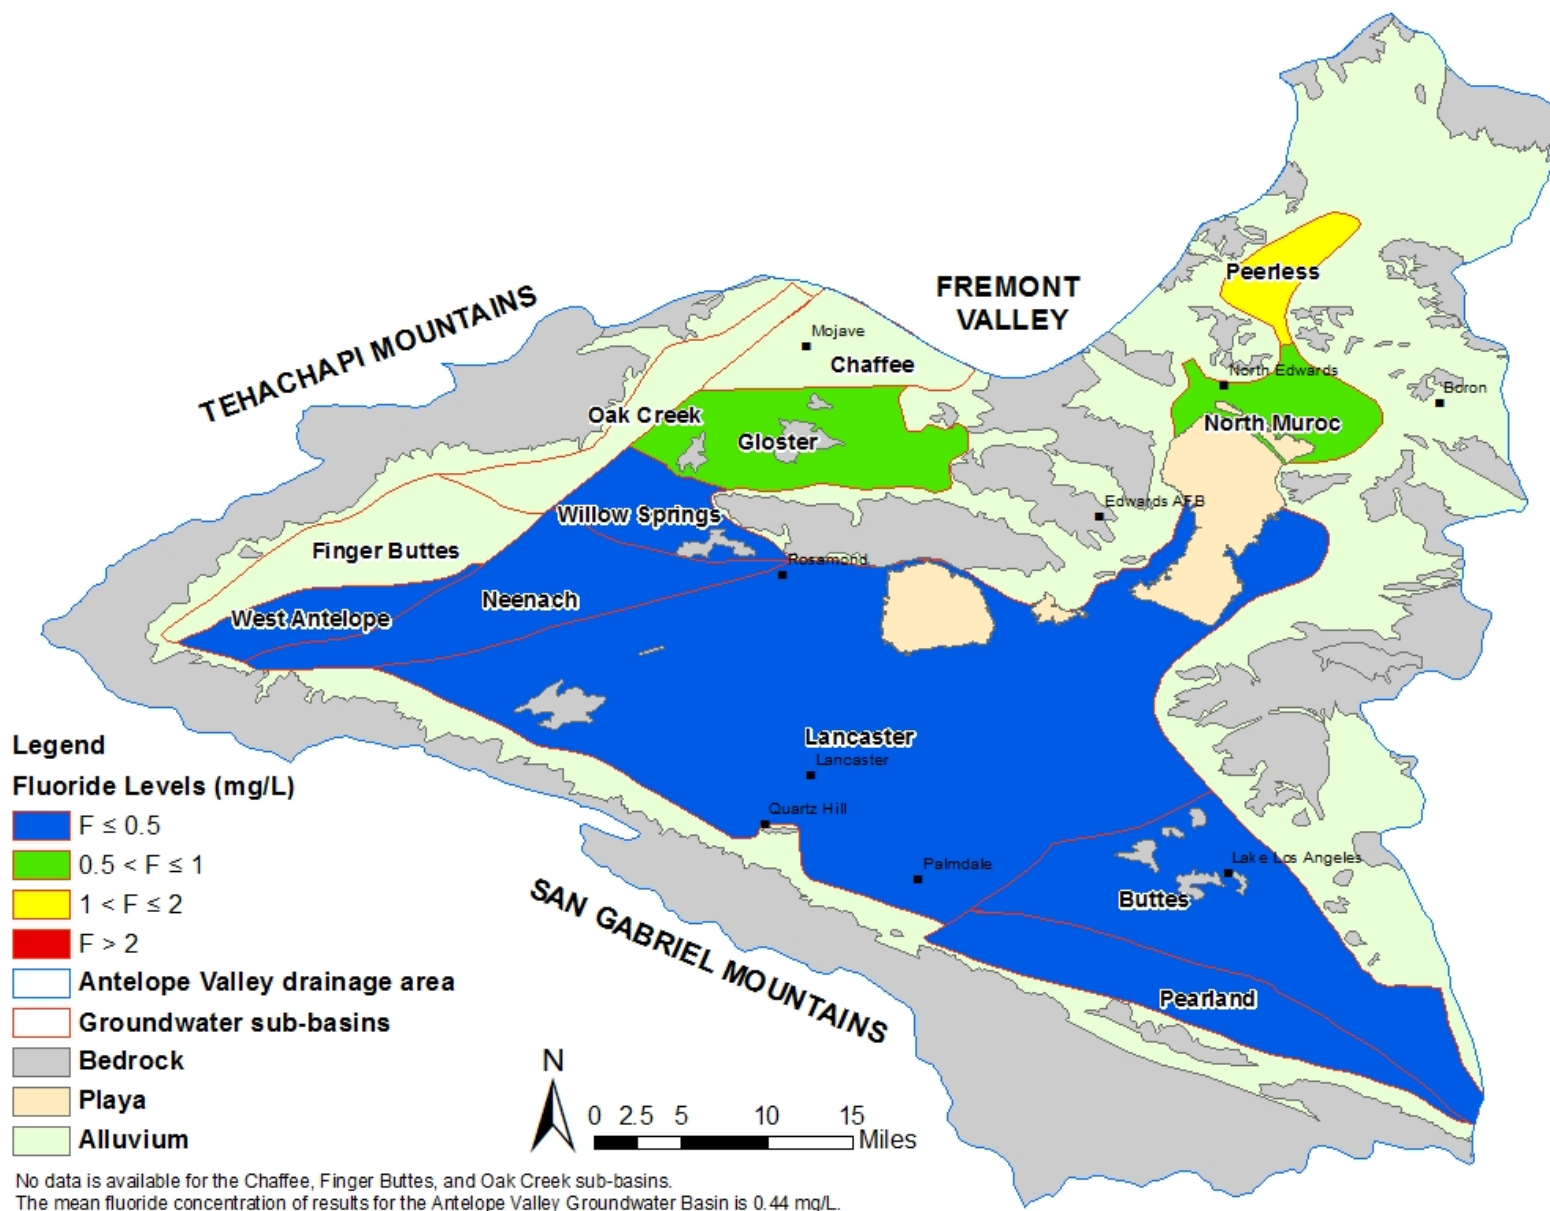 TEHACHAPI MOUNTAINS
FREMONT
VALLEY
Peerless
Mojave
Chaffee
North Edwards
Boron
Oak Creek
Gloster
North Muroc
Willow Springs
Edwards AFB
Finger Buttes
Rosamond
Neenach
West Antelope
Lancaster
Lancaster
Quartz Hill
Palmdale
Lake Los Angeles
Buttes
Pearland
SAN GABRIEL MOUNTAINS
Legend
Fluoride Levels (mg/L)
F ≤ 0.5
0.5 < F ≤ 1
1 < F ≤ 2
F > 2
Antelope Valley drainage area
Groundwater sub-basins
Bedrock
Playa
Alluvium
N
0 2.5 5 10 15
Miles
No data is available for the Chaffee, Finger Buttes, and Oak Creek sub-basins.
The mean fluoride concentration of results for the Antelope Valley Groundwater Basin is 0.44 mg/L.